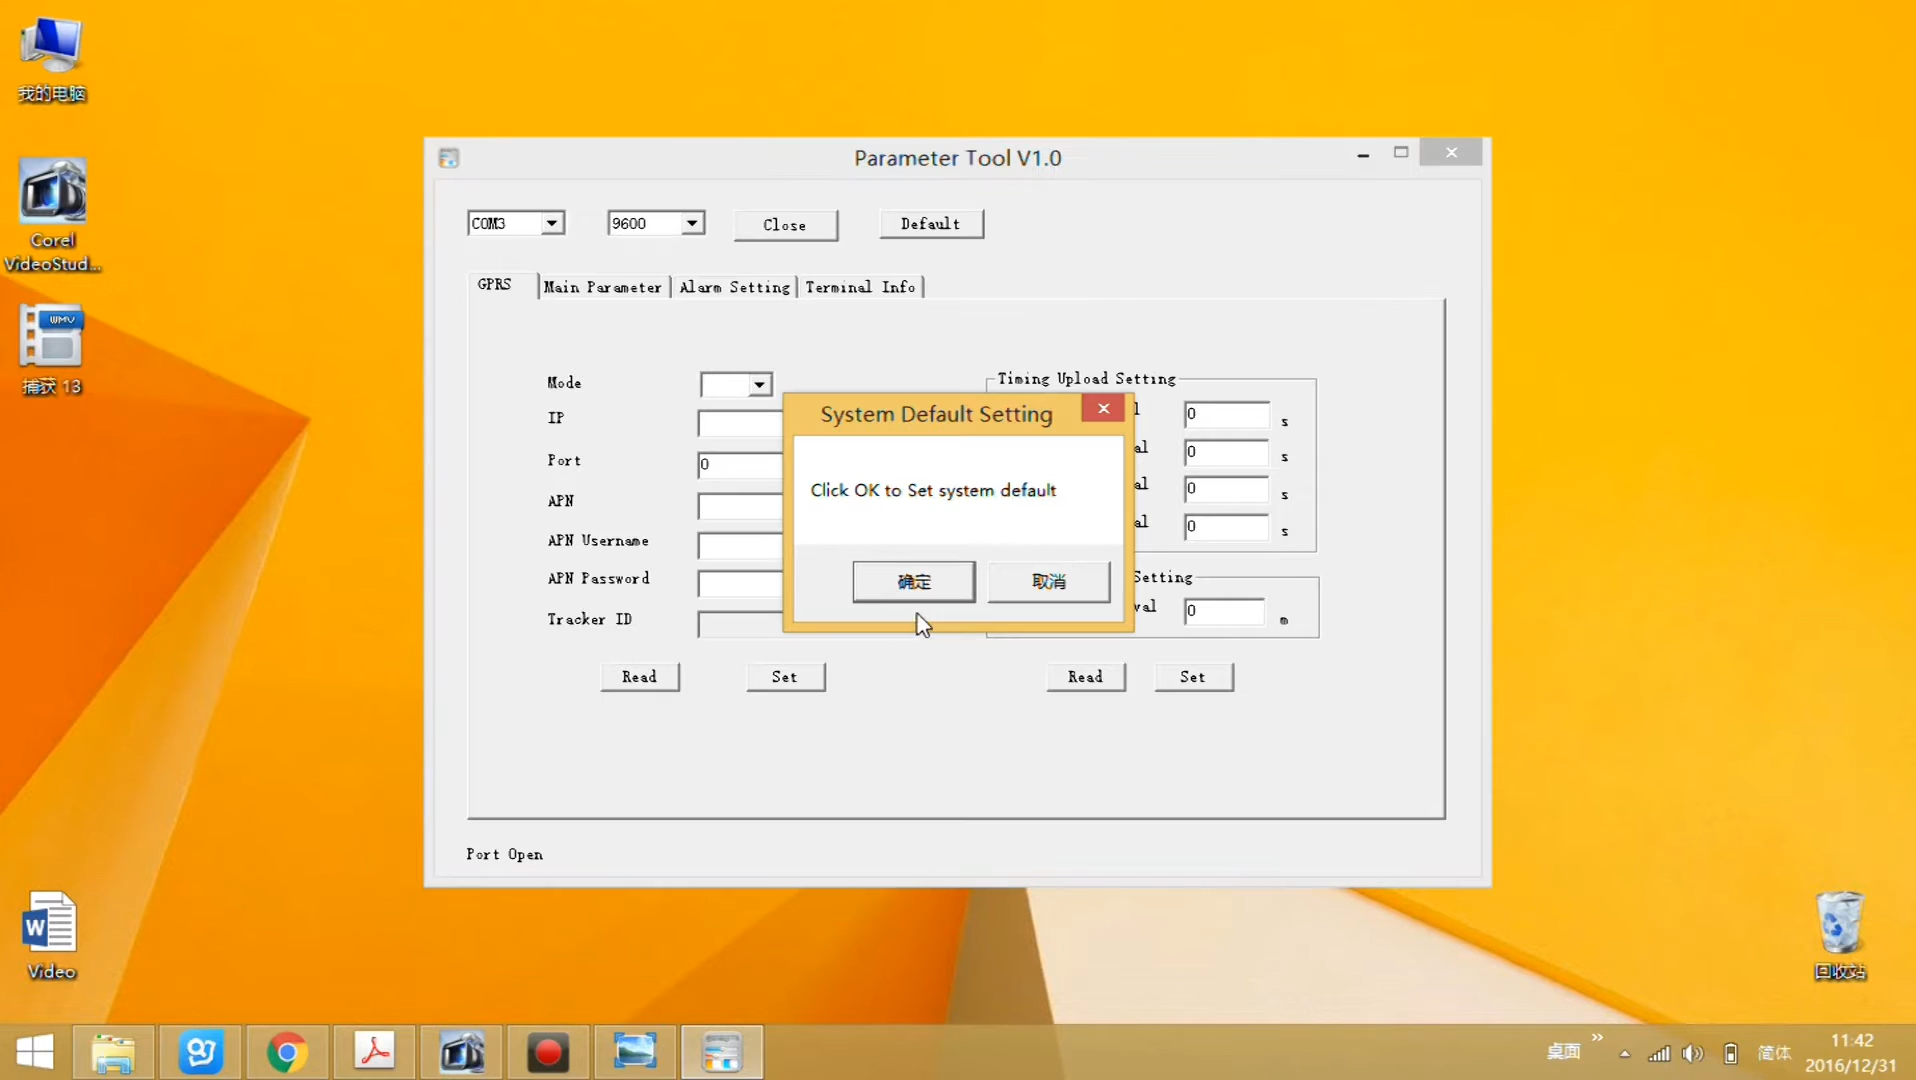 我的电脑
Corel
VideoStud...
WMV
捕获 13
W
Video
回收站
Parameter Tool V1.0
COM3
9600
Close
Default
GPRS
Main Parameter
Alarm Setting
Terminal Info
Mode
IP
Port
0
APN
APN Username
APN Password
Tracker ID
Read
Set
Timing Upload Setting
l
0
s
al
0
s
al
0
s
al
0
s
Setting
val
0
m
Read
Set
System Default Setting
Click OK to Set system default
确定
取消
Port Open
桌面
简体
11:42
2016/12/31